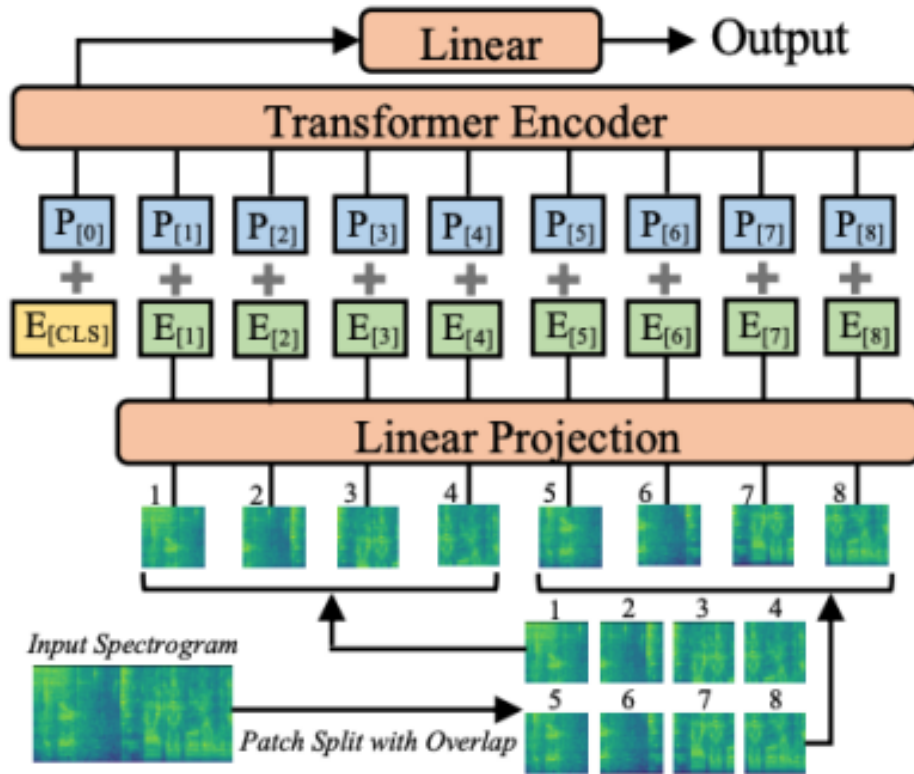 Linear Output
Transformer Encoder
P[0] P[1] P[2] P[3] P[4] P[5] P[6] P[7] P[8]
+ + + + + + + + +
E[CLS] E[1] E[2] E[3] E[4] E[5] E[6] E[7] E[8]
Linear Projection
1 2 3 4 5 6 7 8
1 2 3 4
Input Spectrogram
5 6 7 8
Patch Split with Overlap